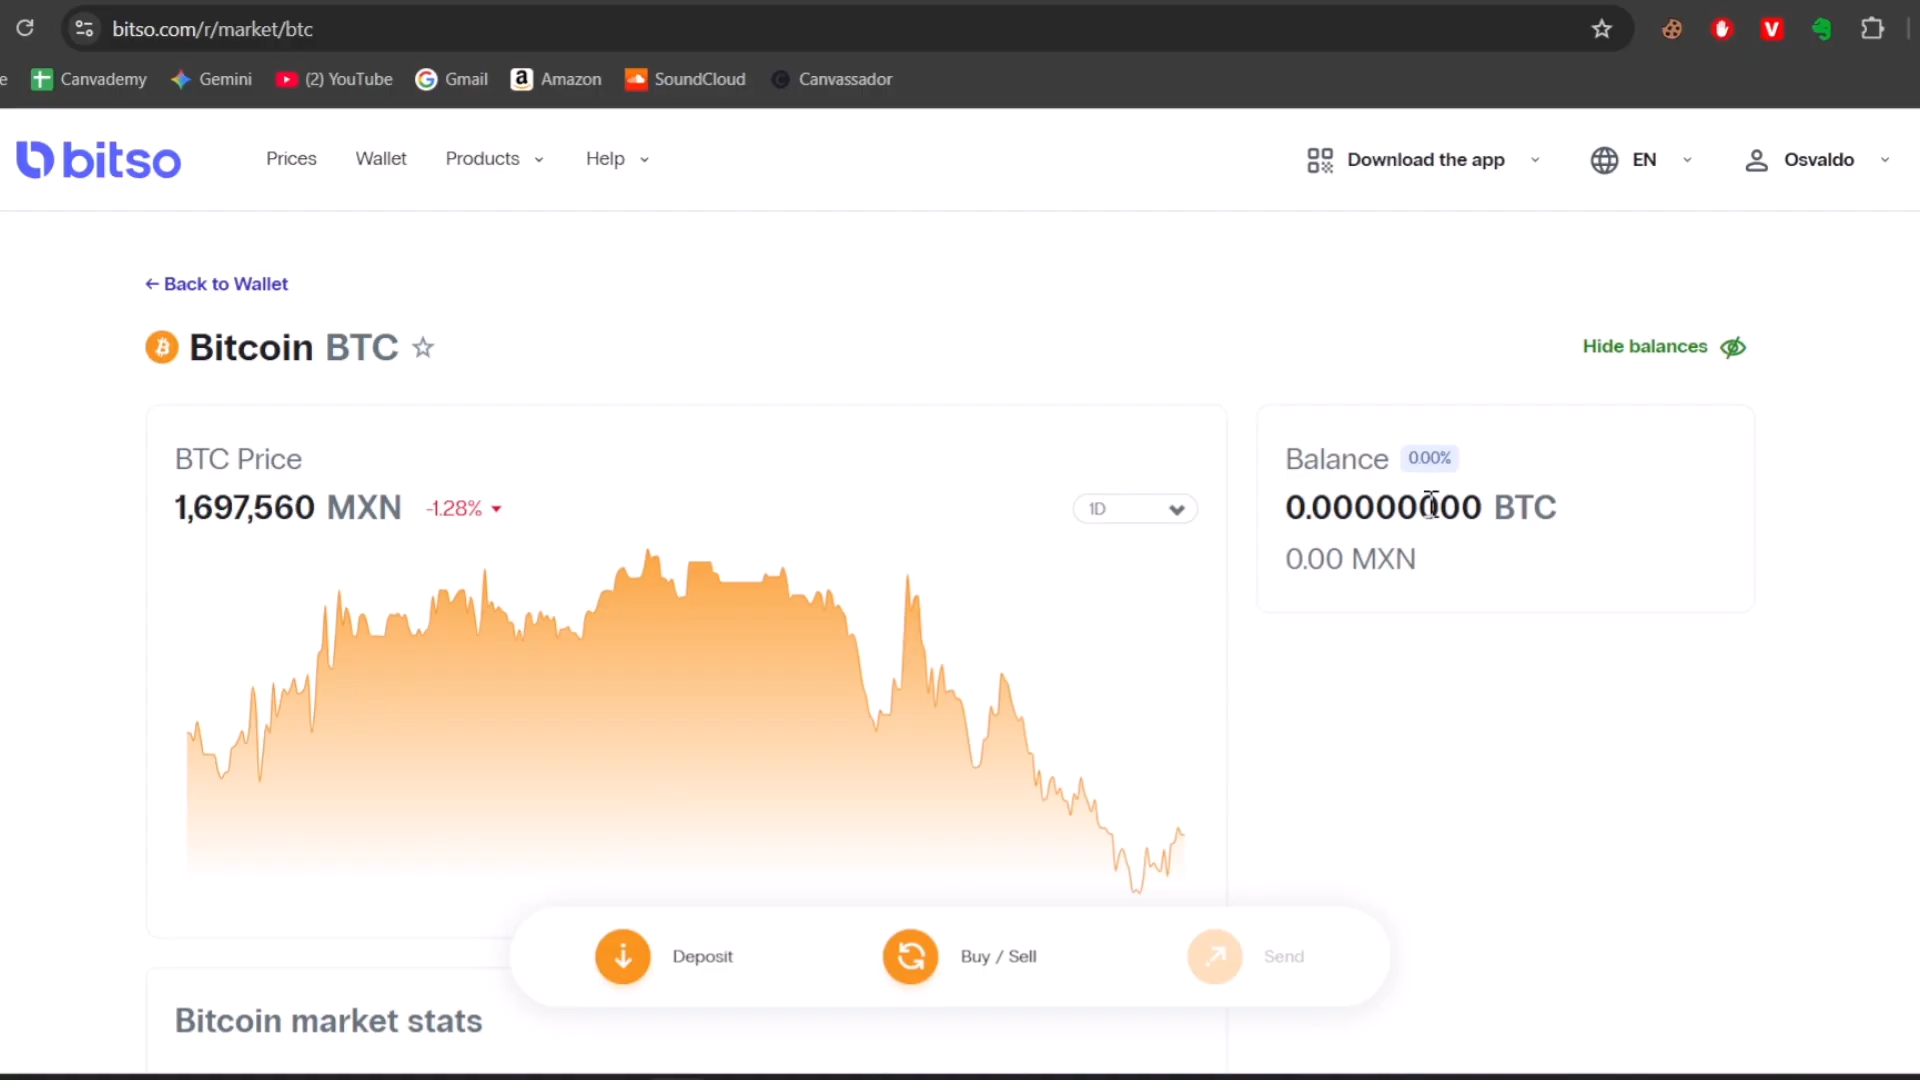 bitso.com/r/market/btc
e Canvademy Gemini (2) YouTube Gmail Amazon SoundCloud Canvassador
bitso Prices Wallet Products Help Download the app EN Osvaldo
← Back to Wallet
Bitcoin BTC
Hide balances
BTC Price
1,697,560 MXN -1.28%
1D
Balance 0.00%
0.00000000 BTC
0.00 MXN
Deposit Buy / Sell Send
Bitcoin market stats